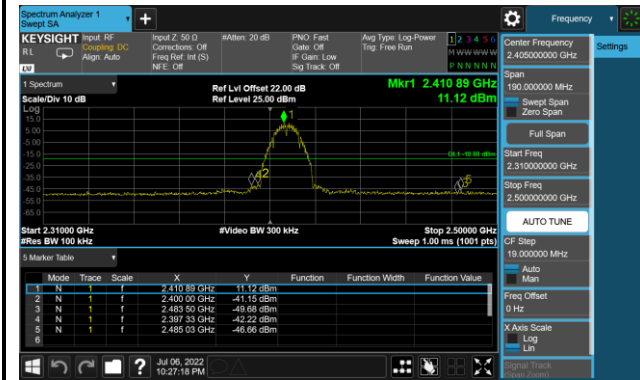 Spectrum Analyzer 1
Swept SA
+
Frequency
KEYSIGHT
RL
LXI
Input: RF
Coupling: DC
Align: Auto
Input Z: 50 Ω
Corrections: Off
Freq Ref: Int (S)
NFE: Off
#Atten: 20 dB
PNO: Fast
Gate: Off
IF Gain: Low
Sig Track: Off
Avg Type: Log-Power
Trig: Free Run
1 2 3 4 5 6
M W W W W W
P N N N N N
1 Spectrum
Scale/Div 10 dB
Log
Ref Lvl Offset 22.00 dB
Ref Level 25.00 dBm
Mkr1 2.410 89 GHz
11.12 dBm
15.0
5.00
-5.00
-15.0
-25.0
-35.0
-45.0
-55.0
-65.0
1
2
5
Start 2.31000 GHz
#Res BW 100 kHz
#Video BW 300 kHz
Stop 2.50000 GHz
Sweep 1.00 ms (1001 pts)
5 Marker Table
Mode Trace Scale X Y Function Function Width Function Value
1 N 1 f 2.410 89 GHz 11.12 dBm
2 N 1 f 2.400 00 GHz -41.15 dBm
3 N 1 f 2.483 50 GHz -49.68 dBm
4 N 1 f 2.397 33 GHz -42.22 dBm
5 N 1 f 2.485 03 GHz -46.66 dBm
6
Jul 06, 2022
10:27:18 PM
?
Center Frequency
2.405000000 GHz
Settings
Span
190.000000 MHz
Swept Span
Zero Span
Full Span
Start Freq
2.310000000 GHz
Stop Freq
2.500000000 GHz
AUTO TUNE
CF Step
19.000000 MHz
Auto
Man
Freq Offset
0 Hz
X Axis Scale
Log
Lin
Signal Track
(Span Zoom)